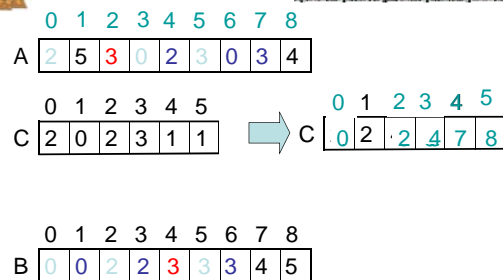 0 1 2 3 4 5 6 7 8
A 2 5 3 0 2 3 0 3 4
0 1 2 3 4 5
C 2 0 2 3 1 1
0 1 2 3 4 5
C 0 2 2 4 7 8
0 1 2 3 4 5 6 7 8
B 0 0 2 2 3 3 3 4 5